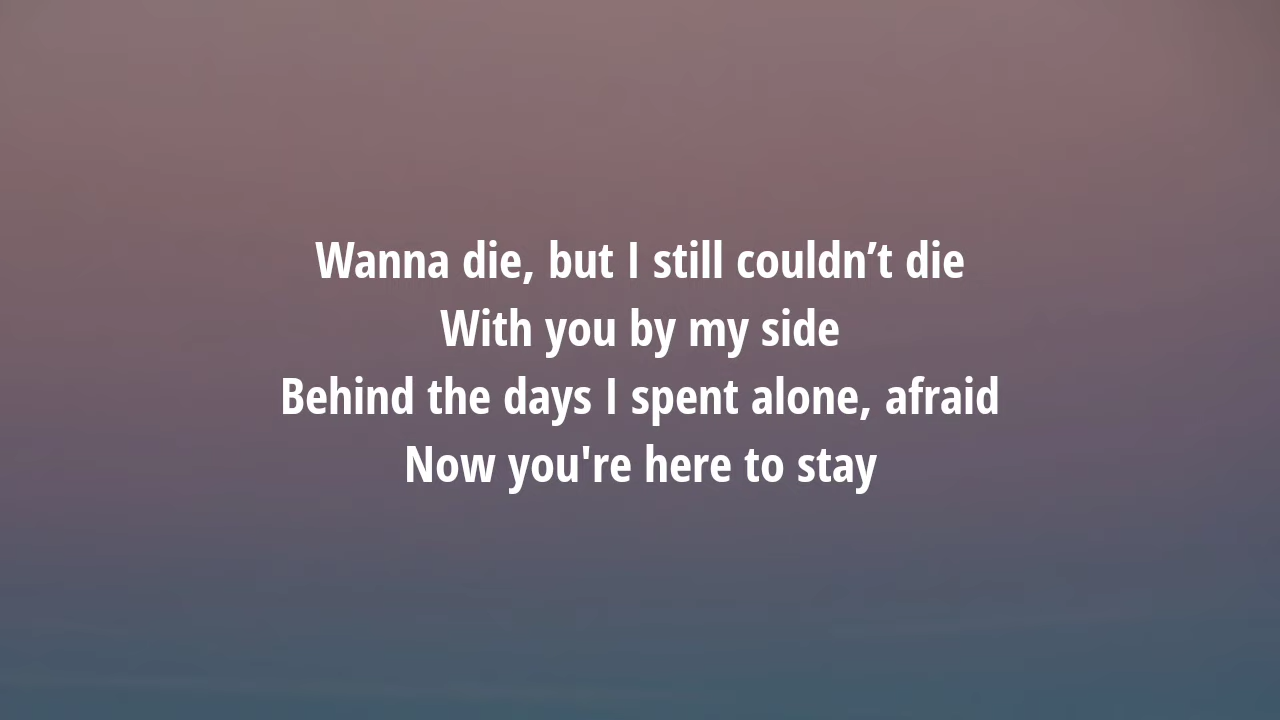 Wanna die, but I still couldn’t die
With you by my side
Behind the days I spent alone, afraid
Now you're here to stay